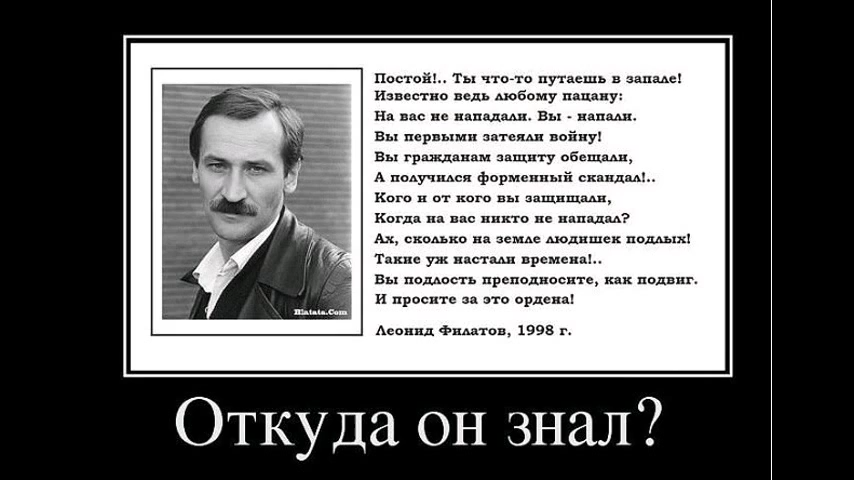 Постой!.. Ты что-то путаешь в запале!
Известно ведь любому пацану:
На вас не нападали. Вы - напали.
Вы первыми затеяли войну!
Вы гражданам защиту обещали,
А получился форменный скандал!..
Кого и от кого вы защищали,
Когда на вас никто не нападал?
Ах, сколько на земле людишек подлых!
Такие уж настали времена!..
Вы подлость преподносите, как подвиг.
И просите за это ордена!
Леонид Филатов, 1998 г.
Blatata.Com
Откуда он знал?